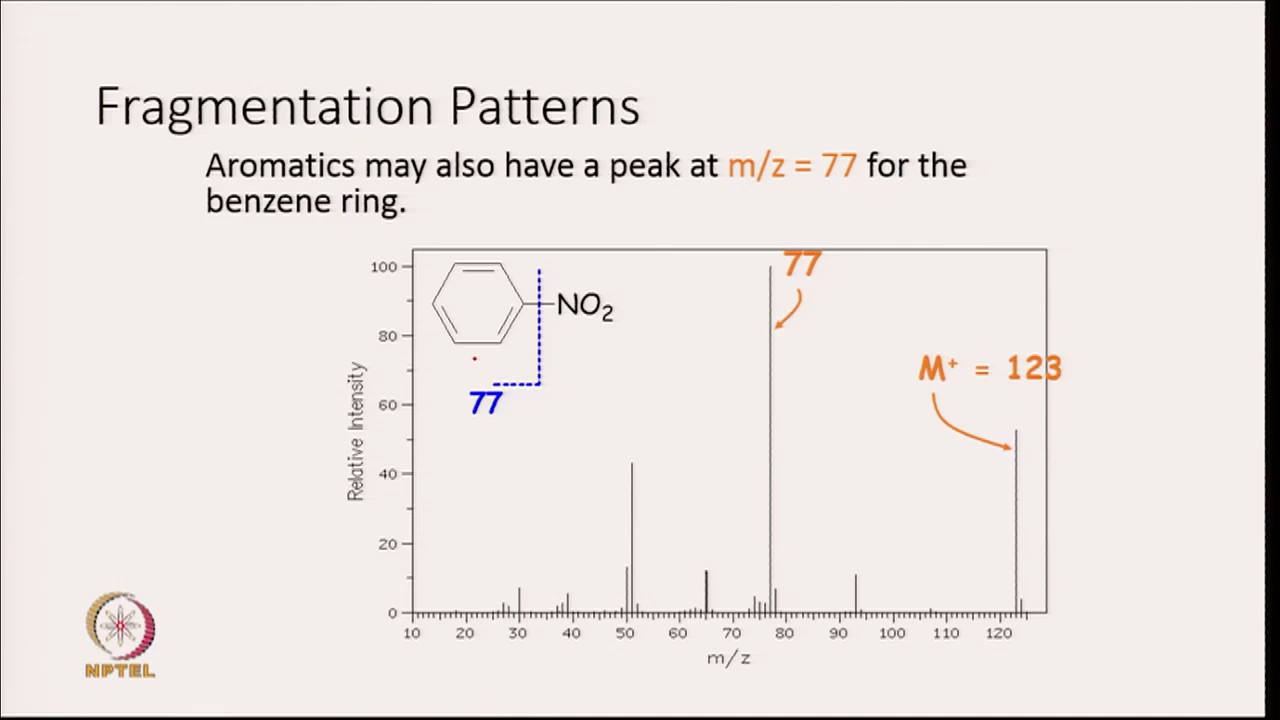 Fragmentation Patterns
Aromatics may also have a peak at m/z = 77 for the
benzene ring.
77
NO2
M+ = 123
77
Relative Intensity
100
80
60
40
20
0
10 20 30 40 50 60 70 80 90 100 110 120
m/z
NPTEL